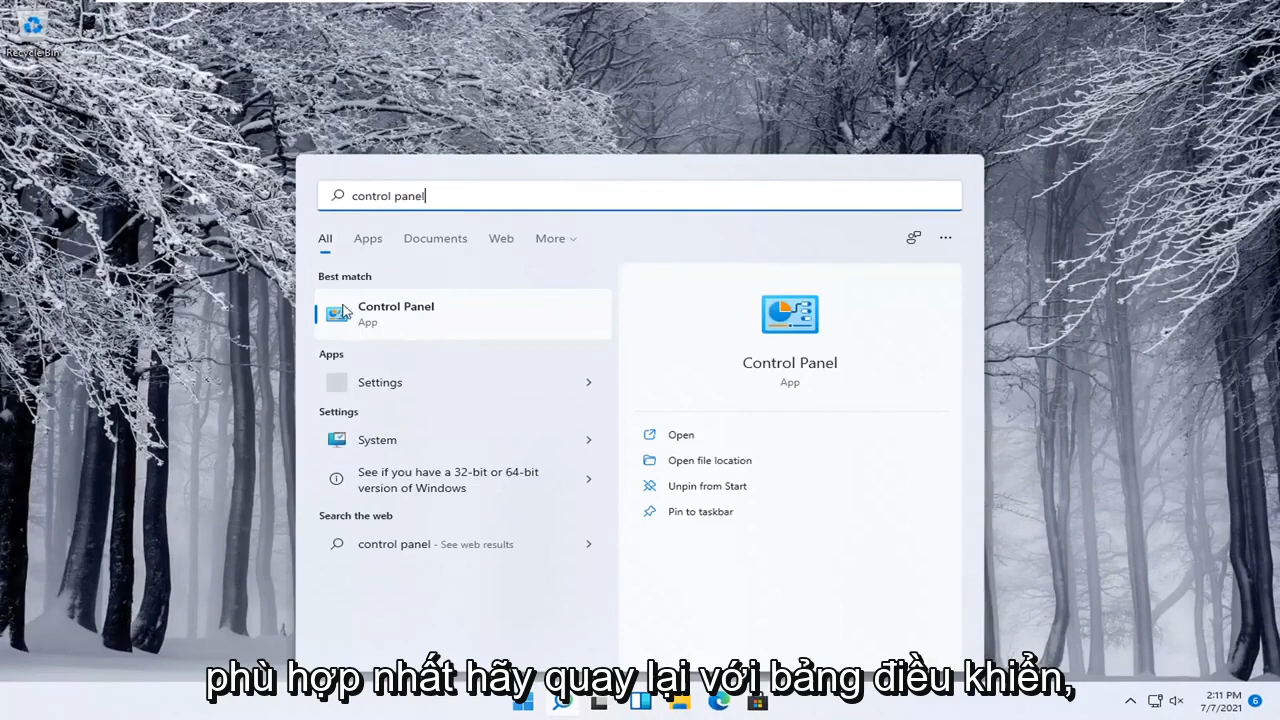 Recycle Bin
control panel
All Apps Documents Web More
Best match
Control Panel
App
Apps
Settings
Settings
System
See if you have a 32-bit or 64-bit
version of Windows
Search the web
control panel - See web results
Control Panel
App
Open
Open file location
Unpin from Start
Pin to taskbar
phù hợp nhất hãy quay lại với bảng điều khiển,
2:11 PM
7/7/2021
6